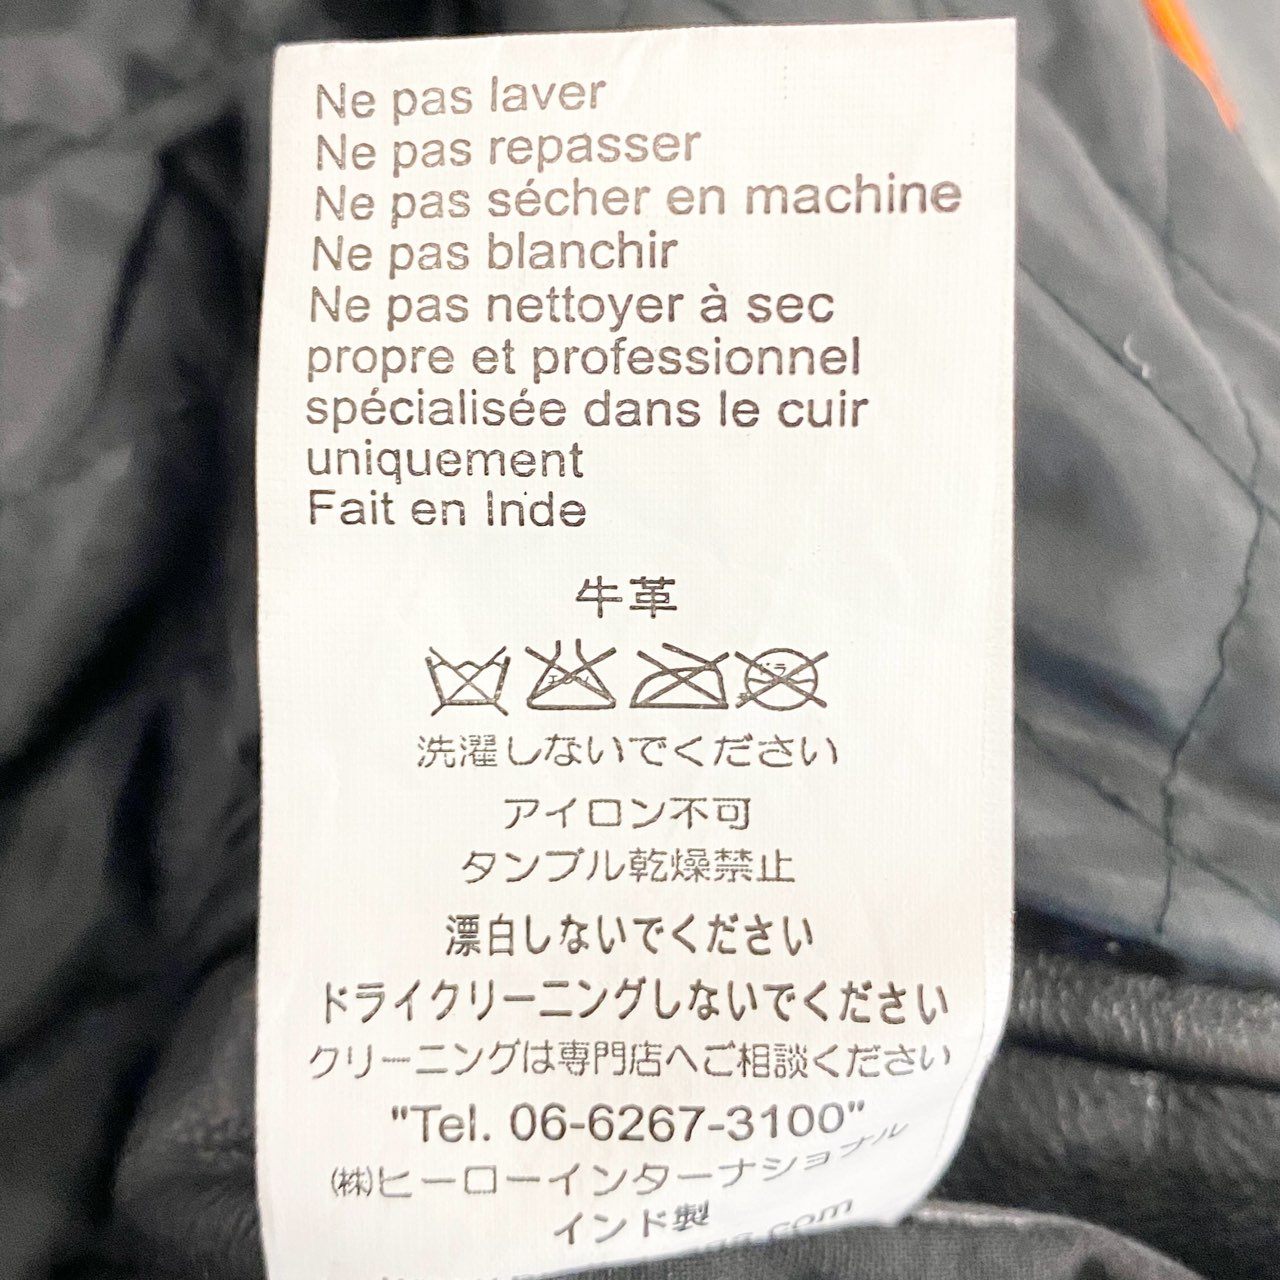 Ne pas laver
Ne pas repasser
Ne pas sécher en machine
Ne pas blanchir
Ne pas nettoyer à sec
propre et professionnel
spécialisée dans le cuir
uniquement
Fait en Inde
牛革
洗濯しないでください
アイロン不可
タンブル乾燥禁止
漂白しないでください
ドライクリーニングしないでください
クリーニングは専門店へご相談ください
"Tel. 06-6267-3100"
㈱ヒーローインターナショナル
インド製
.com